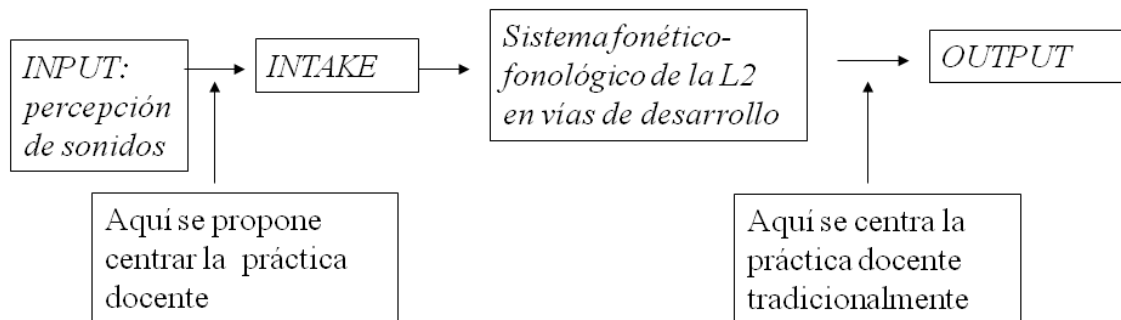 INPUT:
percepción
de sonidos
INTAKE
Sistema fonético-
fonológico de la L2
en vías de desarrollo
OUTPUT
Aquí se propone
centrar la práctica
docente
Aquí se centra la
práctica docente
tradicionalmente